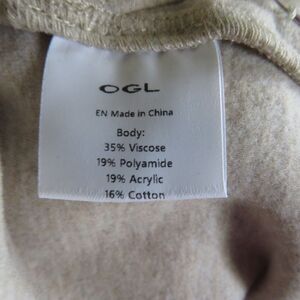 OGL
EN Made in China
Body:
35% Viscose
19% Polyamide
19% Acrylic
16% Cotton